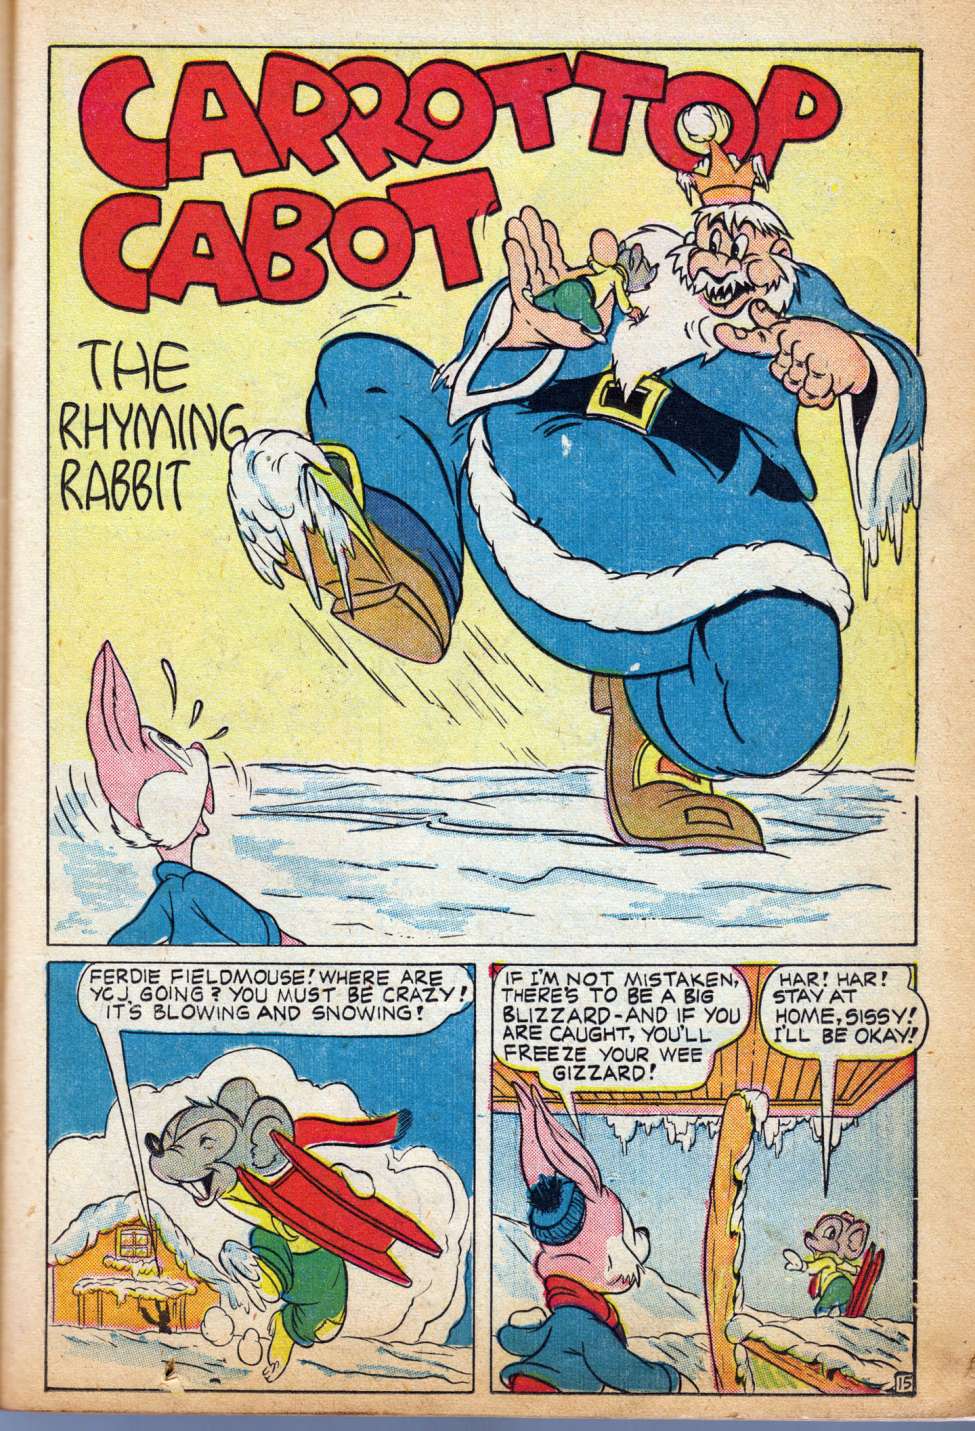 CARROTTOP
CABOT
THE
RHYMING
RABBIT
FERDIE FIELDMOUSE! WHERE ARE
YOU GOING? YOU MUST BE CRAZY!
IT'S BLOWING AND SNOWING!
IF I'M NOT MISTAKEN,
THERE'S TO BE A BIG
BLIZZARD-AND IF YOU
ARE CAUGHT, YOU'LL
FREEZE YOUR WEE
GIZZARD!
HAR! HAR!
STAY AT
HOME, SISSY!
I'LL BE OKAY!
15